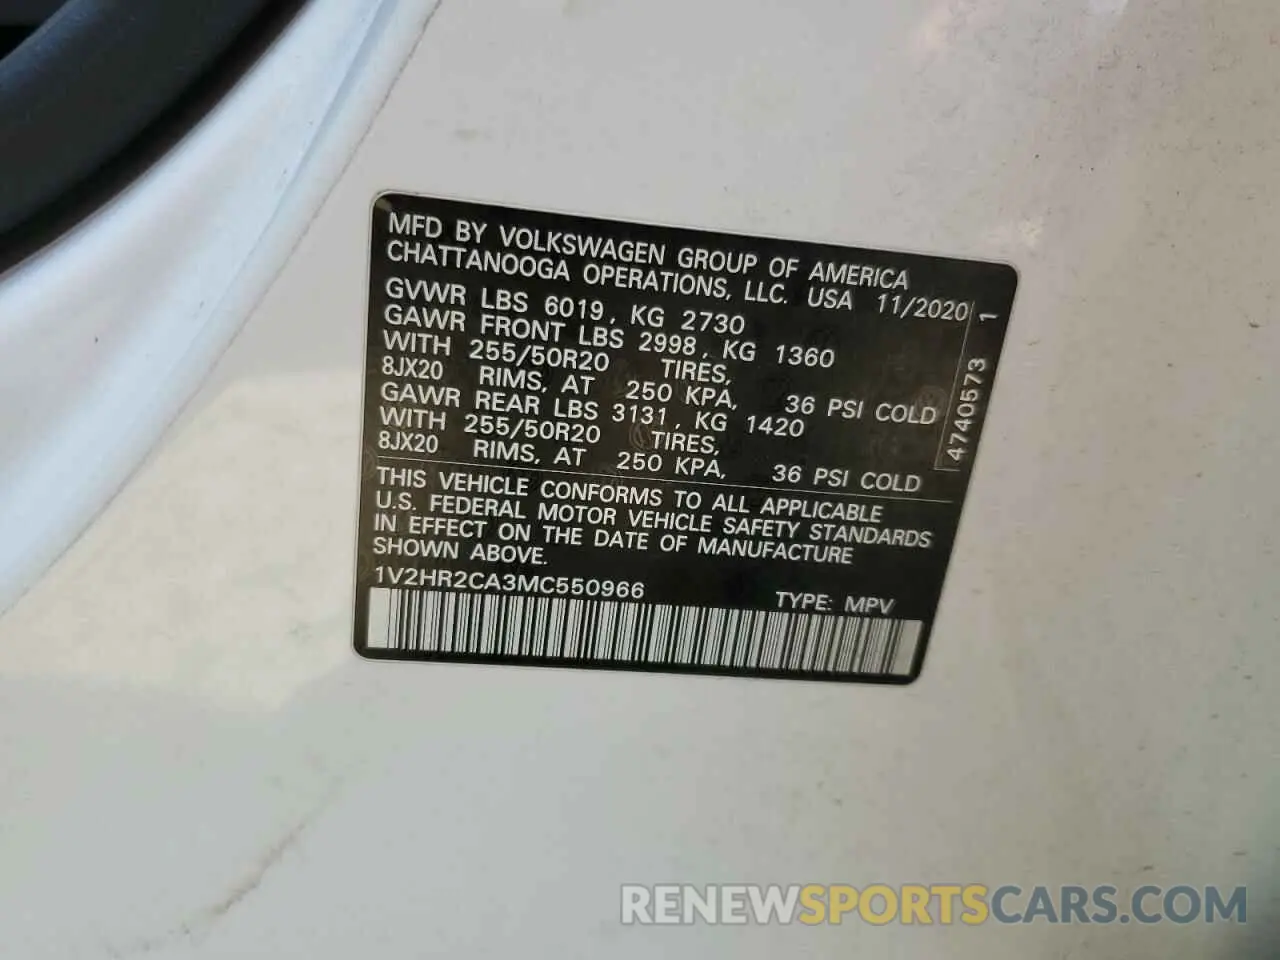 MFD BY VOLKSWAGEN GROUP OF AMERICA
CHATTANOOGA OPERATIONS, LLC. USA 11/2020
GVWR LBS 6019, KG 2730
GAWR FRONT LBS 2998, KG 1360
WITH 255/50R20 TIRES,
8JX20 RIMS, AT 250 KPA, 36 PSI COLD
GAWR REAR LBS 3131, KG 1420
WITH 255/50R20 TIRES,
8JX20 RIMS, AT 250 KPA, 36 PSI COLD
4740573 1
THIS VEHICLE CONFORMS TO ALL APPLICABLE
U.S. FEDERAL MOTOR VEHICLE SAFETY STANDARDS
IN EFFECT ON THE DATE OF MANUFACTURE
SHOWN ABOVE.
1V2HR2CA3MC550966 TYPE: MPV
RENEWSPORTSCARS.COM